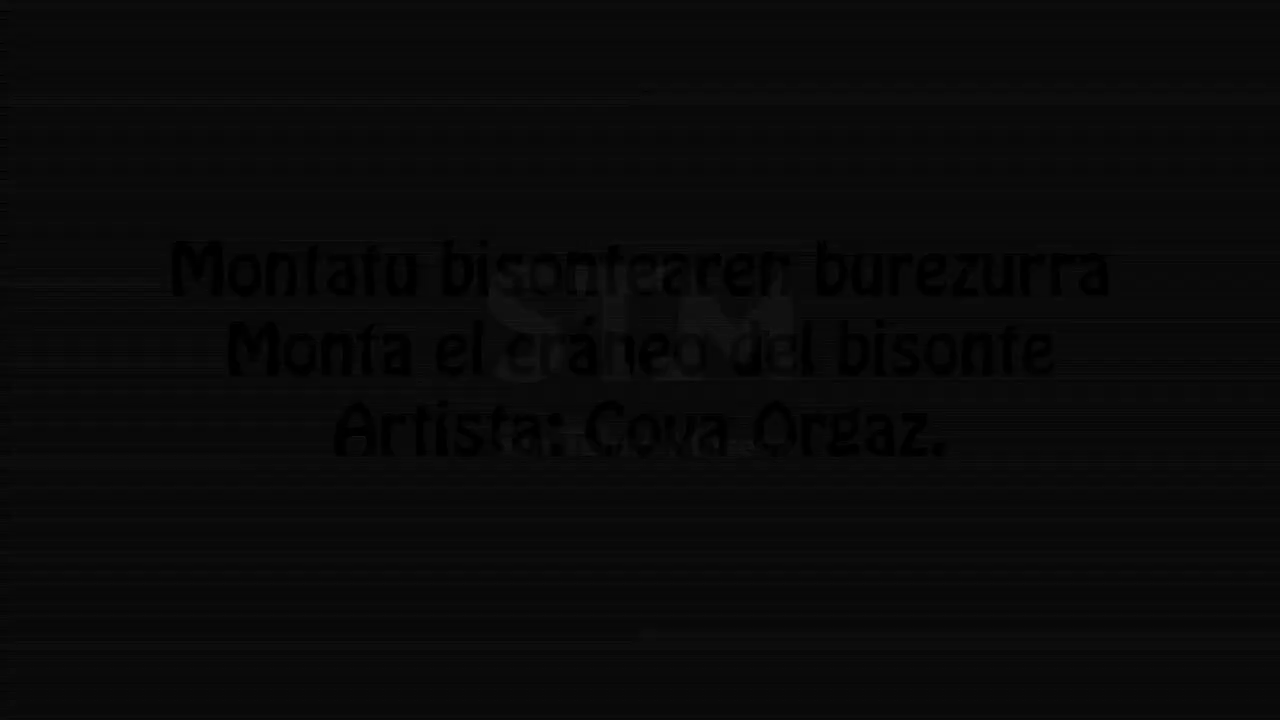 Montatu bisontearen burezurra
Monta el cráneo del bisonte
Artista: Cova Orgaz.